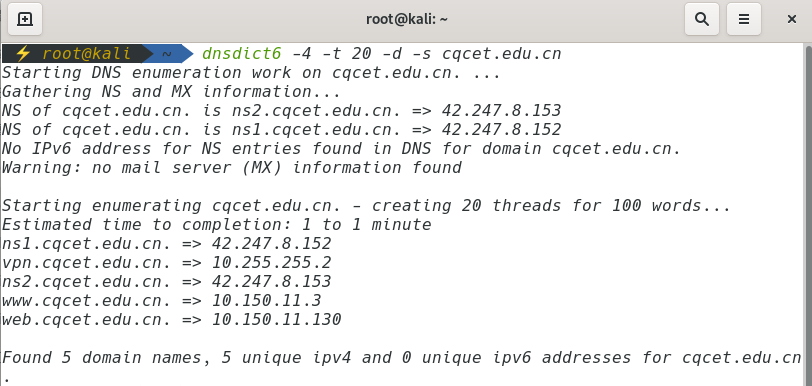 root@kali: ~
⚡ root@kali ~ dnsdict6 -4 -t 20 -d -s cqcet.edu.cn
Starting DNS enumeration work on cqcet.edu.cn. ...
Gathering NS and MX information...
NS of cqcet.edu.cn. is ns2.cqcet.edu.cn. => 42.247.8.153
NS of cqcet.edu.cn. is ns1.cqcet.edu.cn. => 42.247.8.152
No IPv6 address for NS entries found in DNS for domain cqcet.edu.cn.
Warning: no mail server (MX) information found
Starting enumerating cqcet.edu.cn. - creating 20 threads for 100 words...
Estimated time to completion: 1 to 1 minute
ns1.cqcet.edu.cn. => 42.247.8.152
vpn.cqcet.edu.cn. => 10.255.255.2
ns2.cqcet.edu.cn. => 42.247.8.153
www.cqcet.edu.cn. => 10.150.11.3
web.cqcet.edu.cn. => 10.150.11.130
Found 5 domain names, 5 unique ipv4 and 0 unique ipv6 addresses for cqcet.edu.cn
.